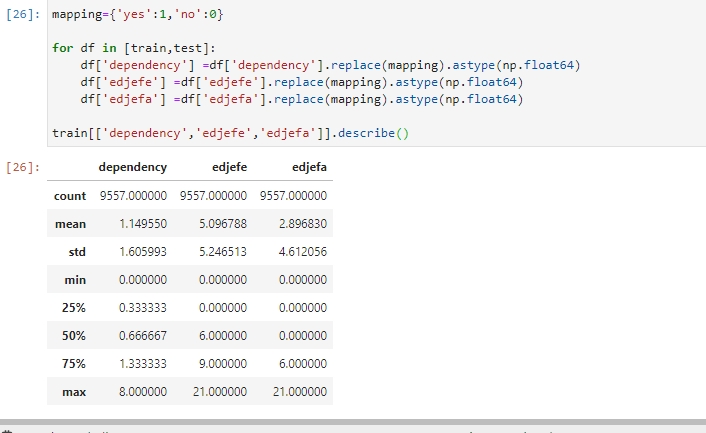 [26]: mapping={'yes':1,'no':0}
for df in [train,test]:
df['dependency'] =df['dependency'].replace(mapping).astype(np.float64)
df['edjefe'] =df['edjefe'].replace(mapping).astype(np.float64)
df['edjefa'] =df['edjefa'].replace(mapping).astype(np.float64)
train[['dependency','edjefe','edjefa']].describe()
[26]: dependency edjefe edjefa
count 9557.000000 9557.000000 9557.000000
mean 1.149550 5.096788 2.896830
std 1.605993 5.246513 4.612056
min 0.000000 0.000000 0.000000
25% 0.333333 0.000000 0.000000
50% 0.666667 6.000000 0.000000
75% 1.333333 9.000000 6.000000
max 8.000000 21.000000 21.000000